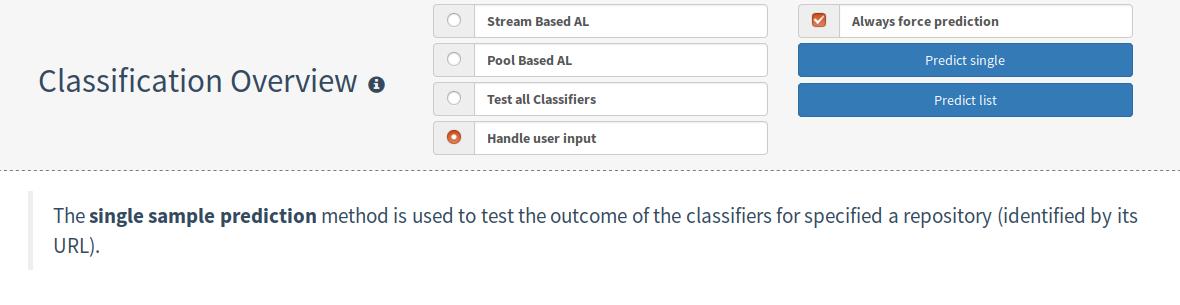 Classification Overview
Stream Based AL
Pool Based AL
Test all Classifiers
Handle user input
Always force prediction
Predict single
Predict list
The single sample prediction method is used to test the outcome of the classifiers for specified a repository (identified by its
URL).